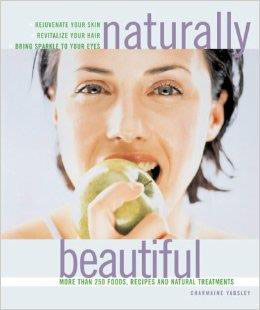 REJUVENATE YOUR SKIN
naturally
REVITALIZE YOUR HAIR
BRING SPARKLE TO YOUR EYES
beautiful
MORE THAN 250 FOODS, RECIPES AND NATURAL TREATMENTS
CHARMAINE YABSLEY